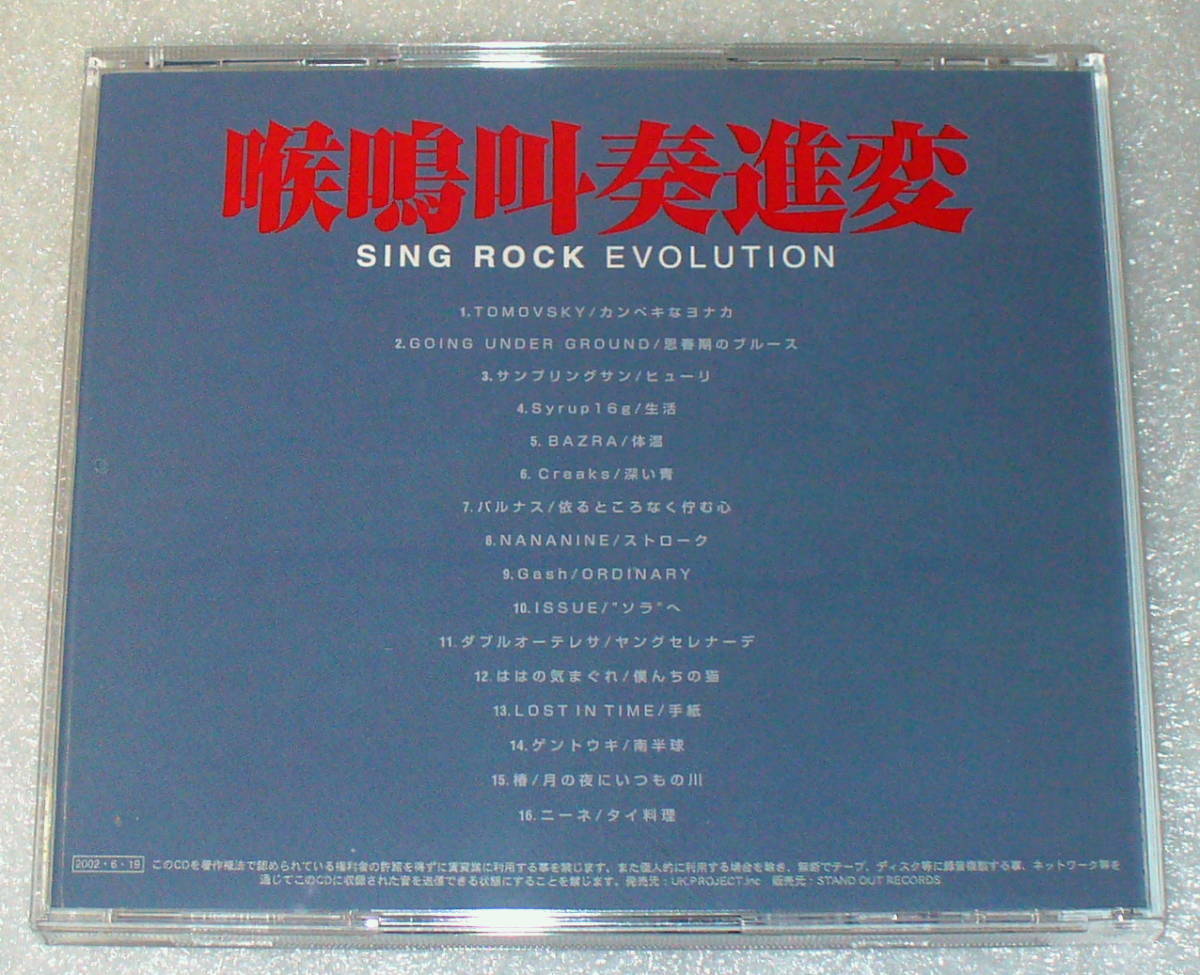 喉鳴叫奏進変
SING ROCK EVOLUTION
1.TOMOVSKY/カンペキなヨナカ
2.GOING UNDER GROUND/思春期のブルース
3.サンプリングサン/ヒューリ
4.Syrup16g/生活
5.BAZRA/体温
6.Creaks/深い青
7.バルナス/依るところなく佇む心
8.NANANINE/ストローク
9.Gash/ORDINARY
10.ISSUE/"ソラ"へ
11.ダブルオーテレサ/ヤングセレナーデ
12.ははの気まぐれ/僕んちの猫
13.LOST IN TIME/手紙
14.ゲントウキ/南半球
15.椿/月の夜にいつもの川
16.ニーネ/タイ料理
2002・6・19 このCDを著作権法で認められている権利者の許諾を得ずに賃貸業に利用する事を禁じます。また個人的に利用する場合を除き、無断でテープ、ディスク等に録音複製する事、ネットワーク等を
通じてこのCDに収録された音を送信できる状態にすることを禁じます。発売元：UK.PROJECT.inc 販売元：STAND OUT RECORDS